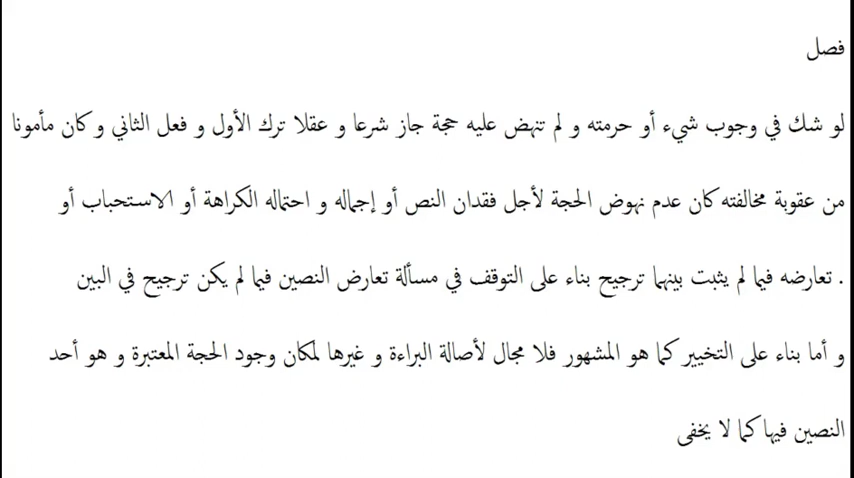 فصل
لو شك في وجوب شيء أو حرمته و لم تنهض عليه حجة جاز شرعا و عقلا ترك الأول و فعل الثاني و كان مأمونا
من عقوبة مخالفته كان عدم نهوض الحجة لأجل فقدان النص أو إجماله و احتماله الكراهة أو الاستحباب أو
. تعارضه فيما لم يثبت بينهما ترجيح بناء على التوقف في مسألة تعارض النصين فيما لم يكن ترجيح في البين
و أما بناء على التخيير كما هو المشهور فلا مجال لأصالة البراءة و غيرها لمكان وجود الحجة المعتبرة و هو أحد
النصين فيها كما لا يخفى